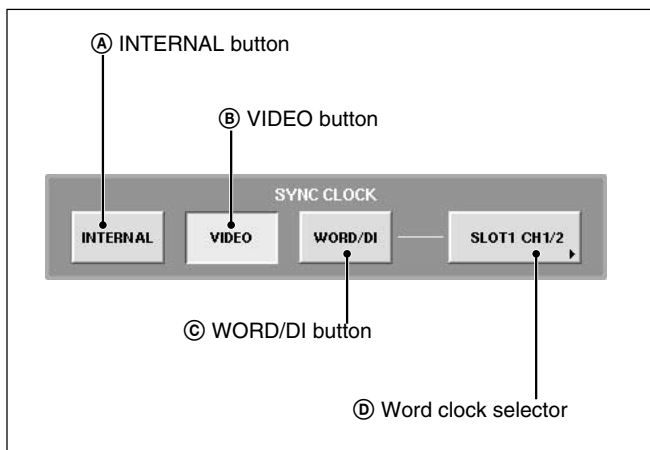 Ⓐ INTERNAL button
Ⓑ VIDEO button
SYNC CLOCK
INTERNAL
VIDEO
WORD/DI
SLOT1 CH1/2
Ⓒ WORD/DI button
Ⓓ Word clock selector